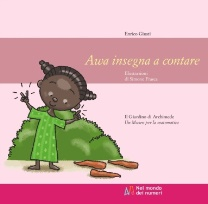 Enrico Giusti
Awa insegna a contare
Illustrazioni
Il Giardino di Archimede
Un Museo per la matematica
Nel mondo
dei numeri